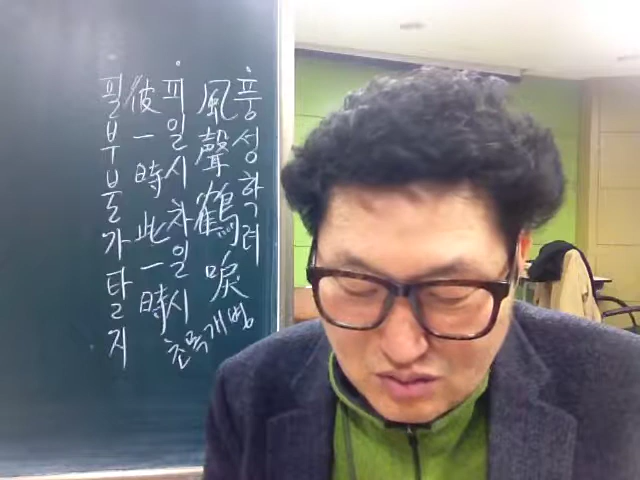 풍성학려
風聲鶴唳
피일시차일시
彼一時此一時
필부불가탈지
초목개병